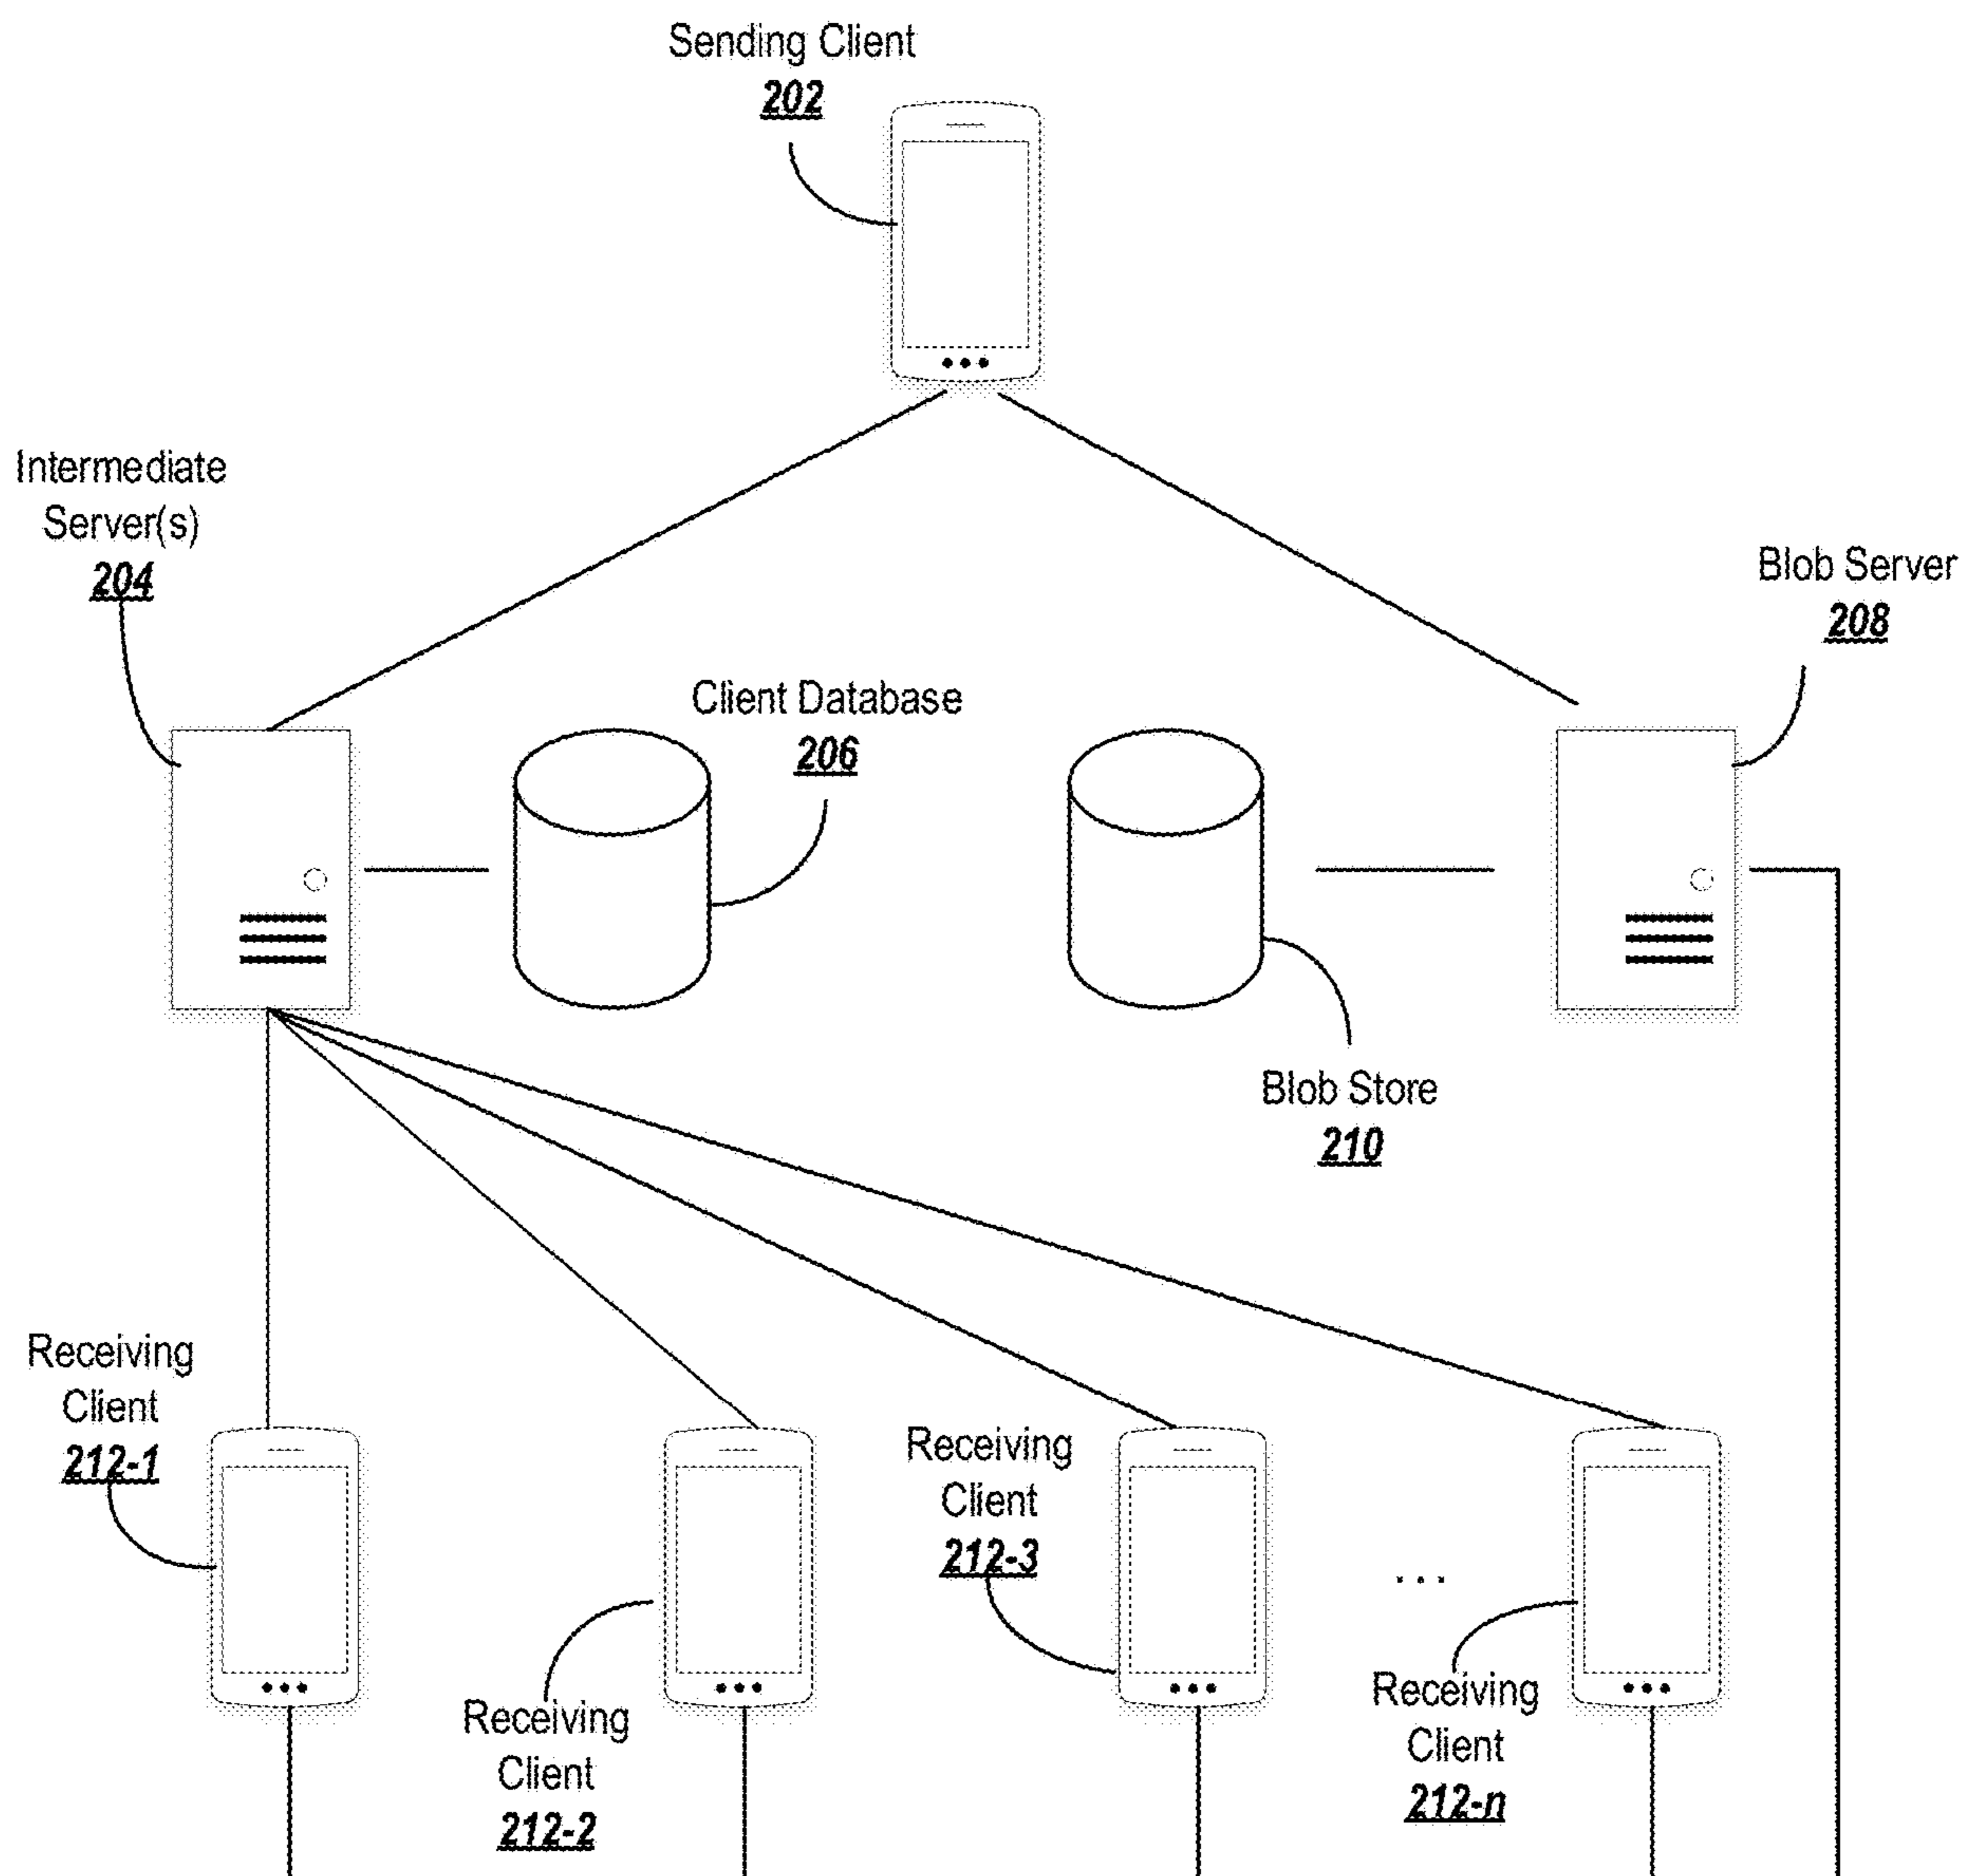 Sending Client
202
Intermediate
Server(s)
204
Blob Server
208
Client Database
206
Blob Store
210
Receiving
Client
212-1
Receiving
Client
212-2
Receiving
Client
212-3
...
Receiving
Client
212-n